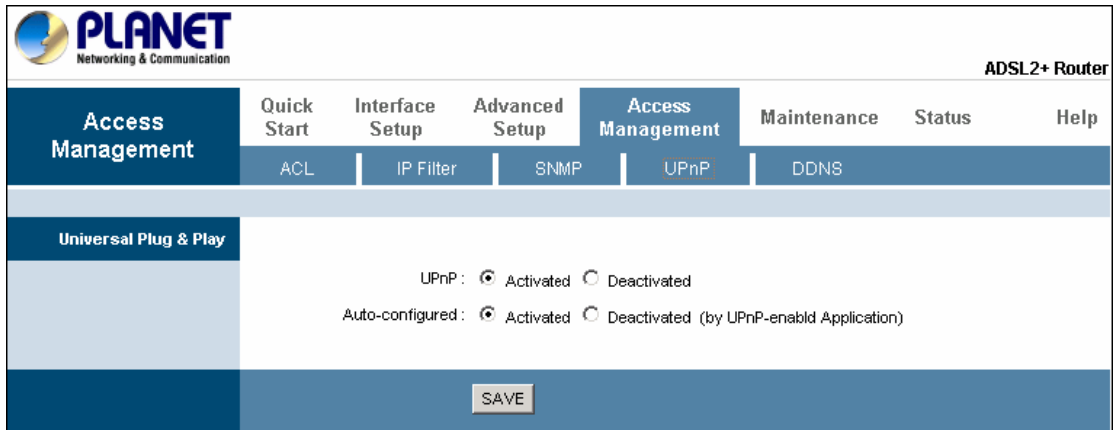 PLANET
Networking & Communication
ADSL2+ Router
Access
Management
Quick
Start
Interface
Setup
Advanced
Setup
Access
Management
Maintenance
Status
Help
ACL
IP Filter
SNMP
UPnP
DDNS
Universal Plug & Play
UPnP : Activated Deactivated
Auto-configured : Activated Deactivated (by UPnP-enabld Application)
SAVE